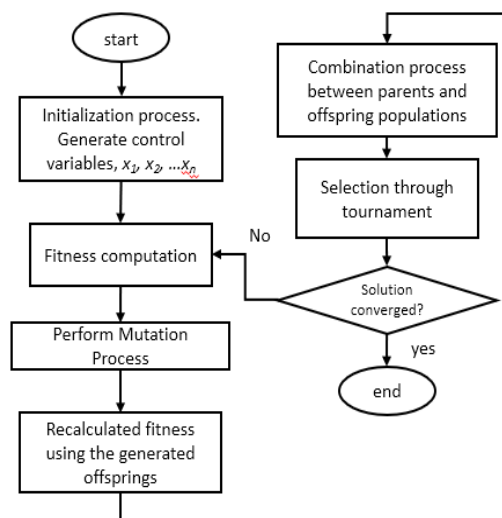 start
Initialization process.
Generate control
variables, x1, x2, ...xn
Fitness computation
Perform Mutation
Process
Recalculated fitness
using the generated
offsprings
Combination process
between parents and
offspring populations
Selection through
tournament
No
Solution
converged?
yes
end